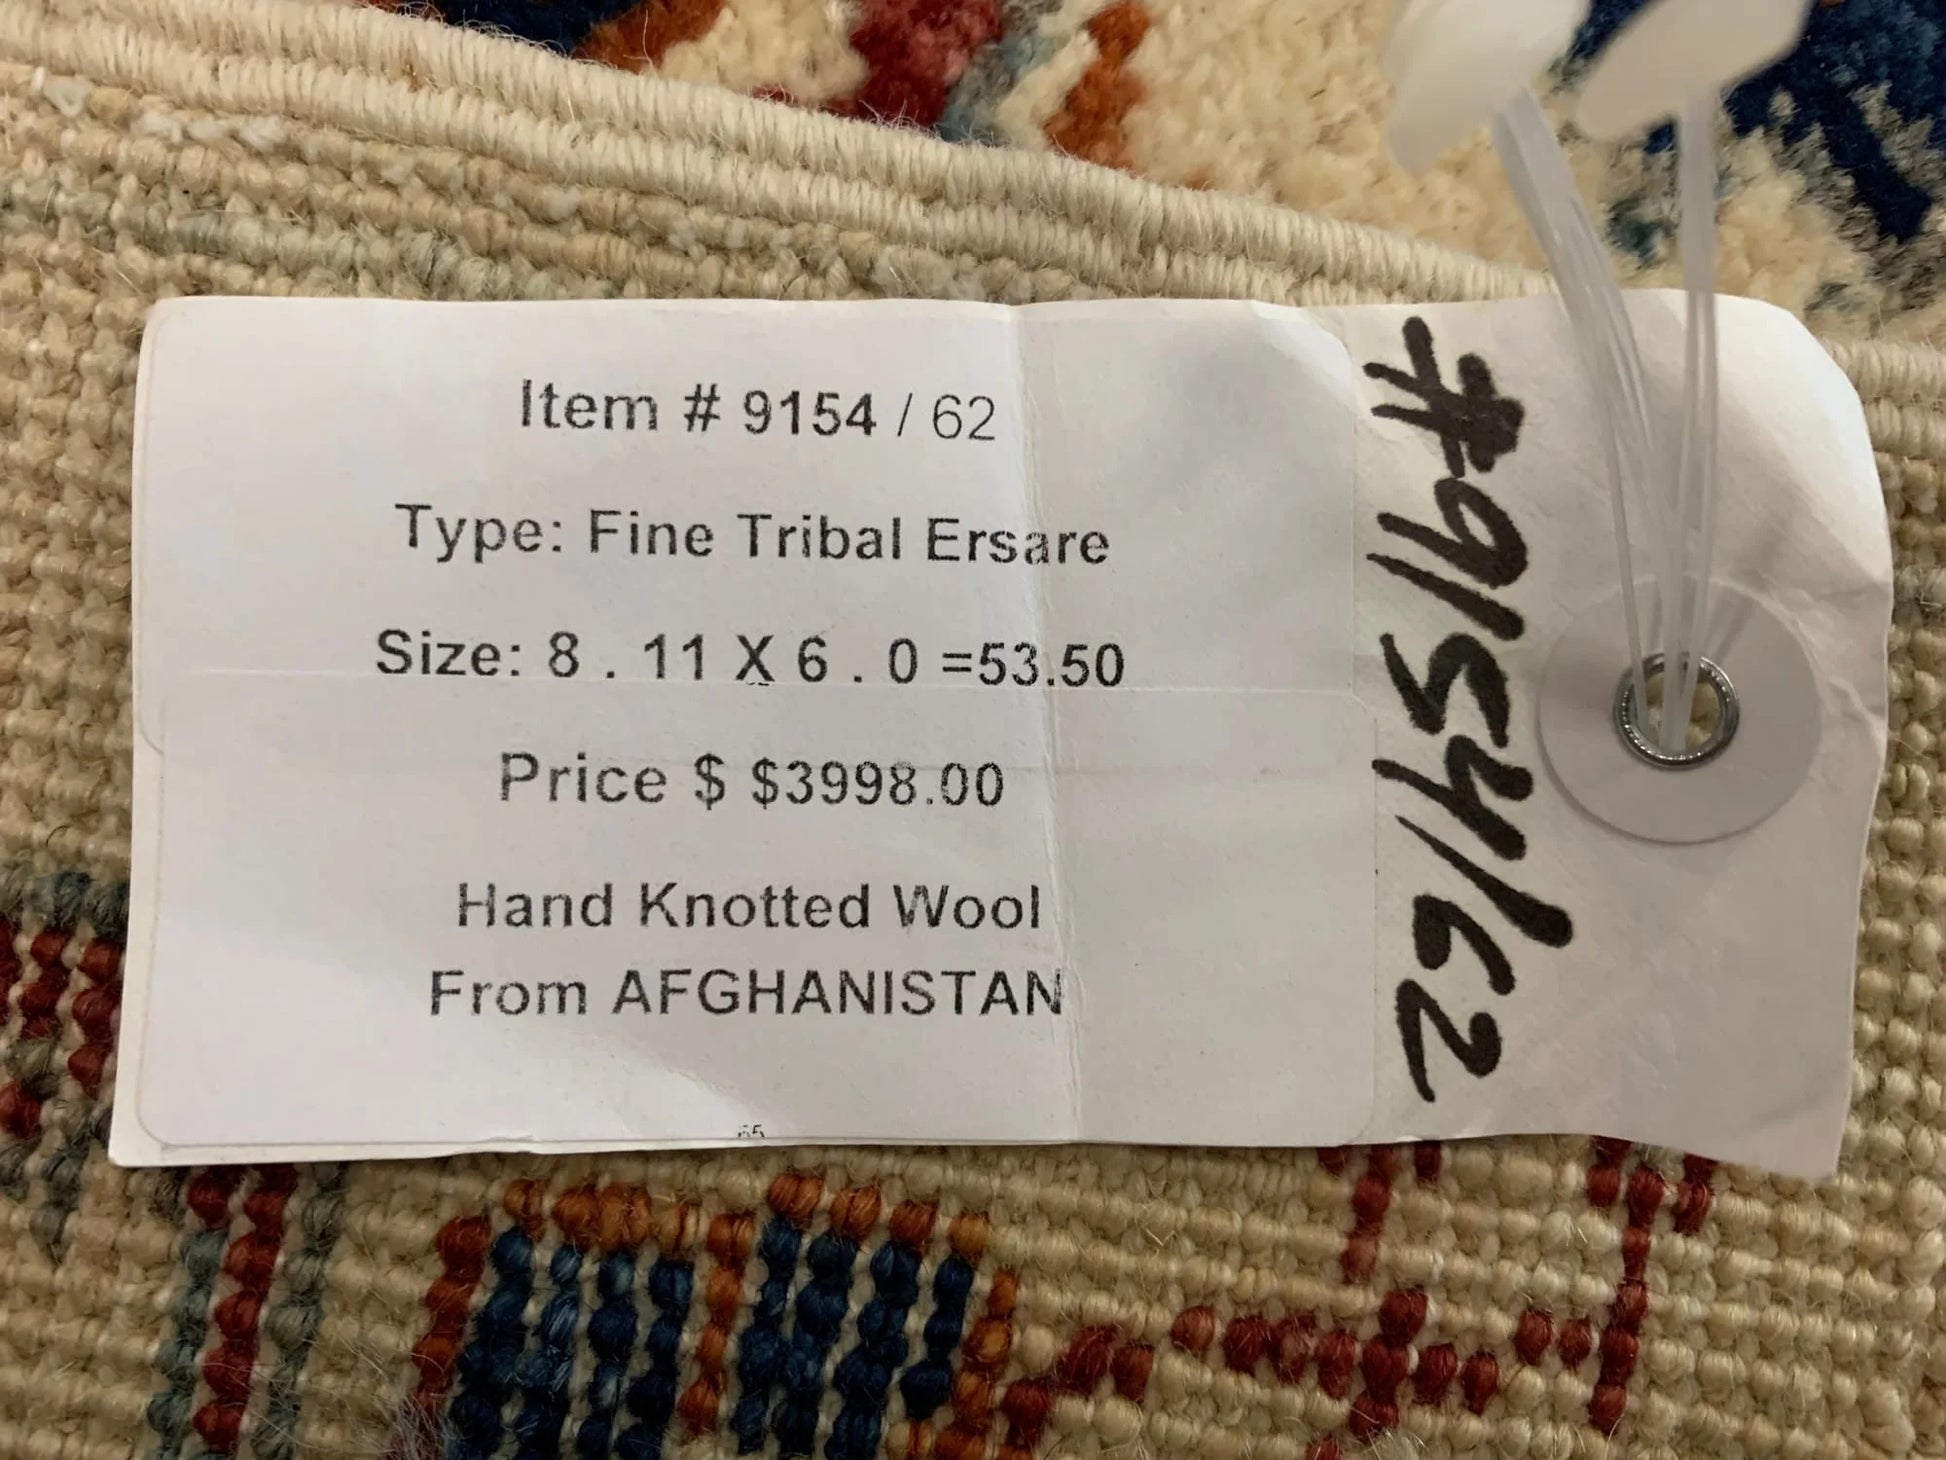 Item # 9154 / 62
Type: Fine Tribal Ersare
Size: 8 . 11 X 6 . 0 =53.50
Price $ $3998.00
Hand Knotted Wool
From AFGHANISTAN
#9154/62